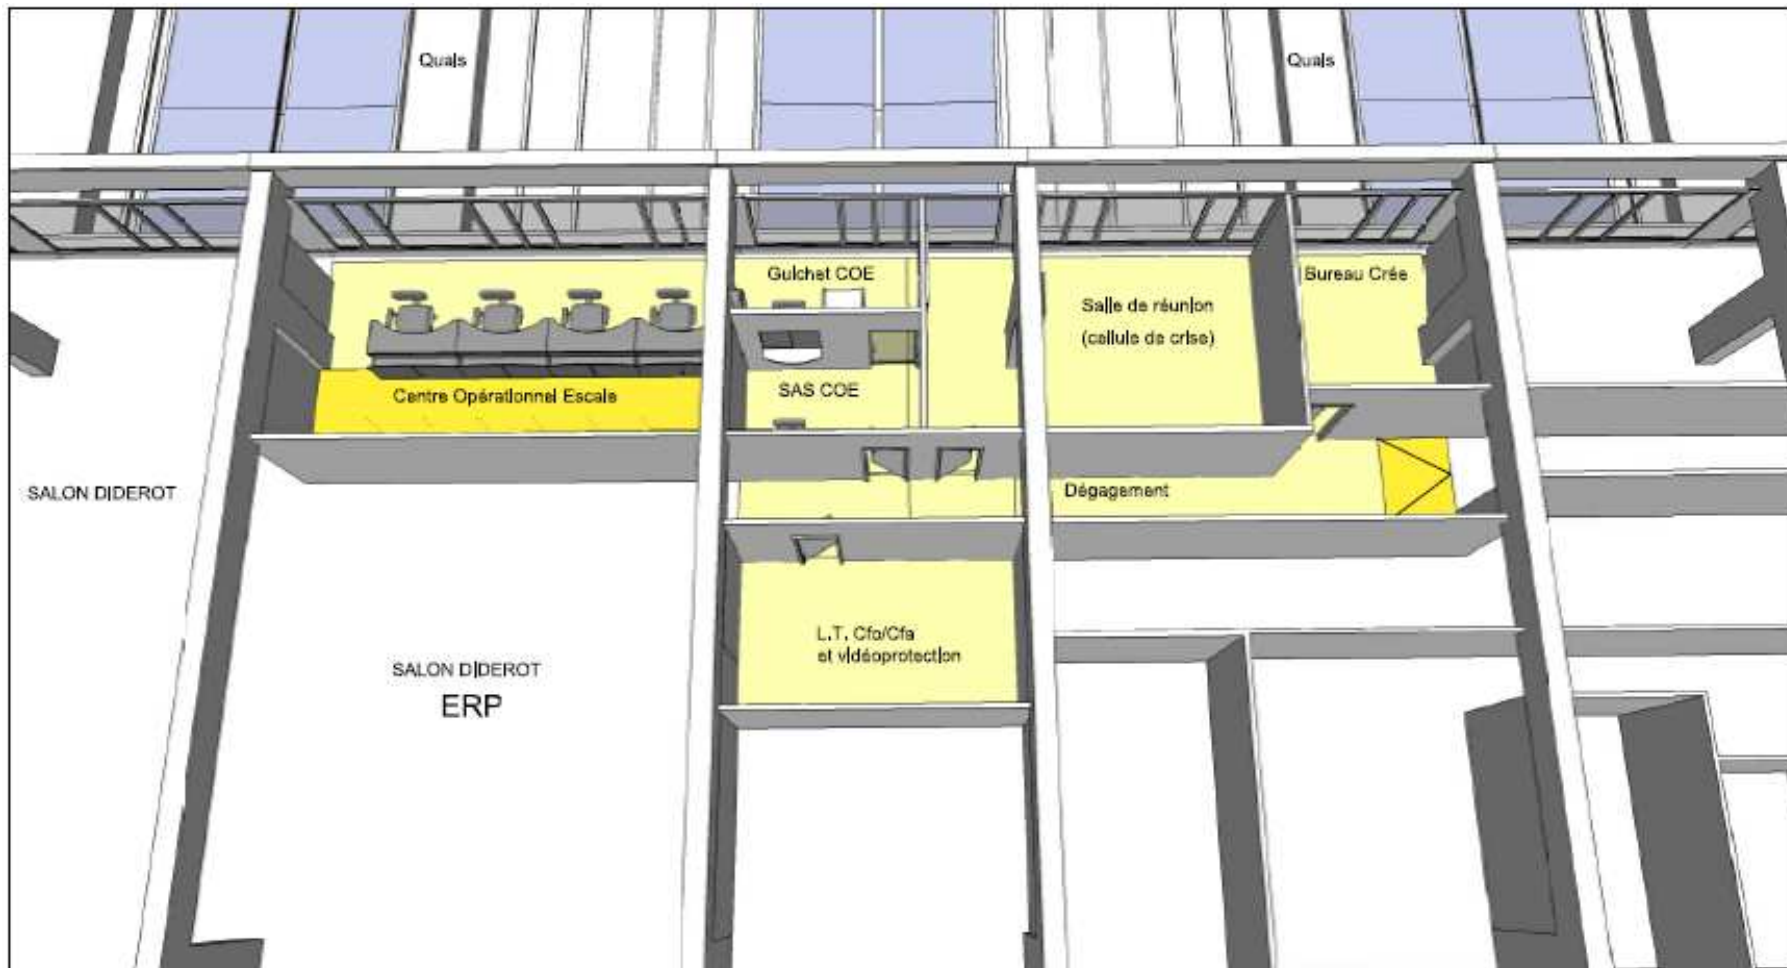 Quais
Quais
Guichet COE
Bureau Crée
Salle de réunion
(cellule de crise)
Centre Opérationnel Escale
SAS COE
SALON DIDEROT
Dégagement
L.T. Cfo/Cfa
et vidéoprotection
SALON DIDEROT
ERP